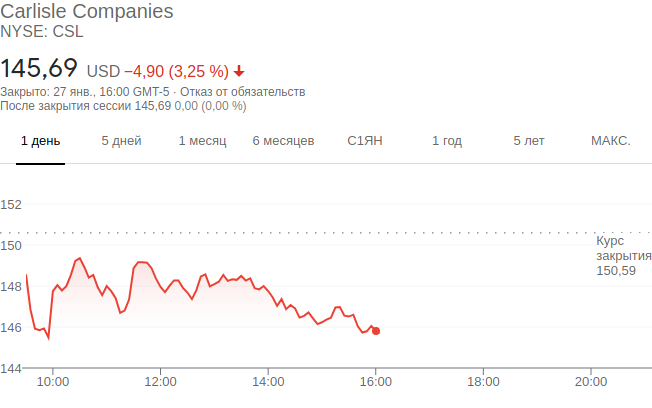 Carlisle Companies
NYSE: CSL
145,69 USD −4,90 (3,25 %)
Закрыто: 27 янв., 16:00 GMT-5 · Отказ от обязательств
После закрытия сессии 145,69 0,00 (0,00 %)
1 день 5 дней 1 месяц 6 месяцев С1ЯН 1 год 5 лет МАКС.
152
150
148
146
144
Курс
закрытия
150,59
10:00 12:00 14:00 16:00 18:00 20:00